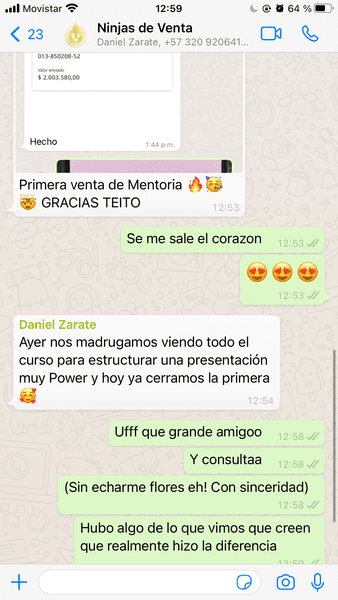 Movistar 12:59 64 %
23 Ninjas de Venta
Daniel Zarate, +57 320 920641...
013-850208-52
Valor enviado
$ 2.003.580,00
Hecho
1:44 p.m.
Primera venta de Mentoria 🔥🥳
🤯 GRACIAS TEITO
12:53
Se me sale el corazon 12:53
😍😍😍
12:53
Daniel Zarate
Ayer nos madrugamos viendo todo el
curso para estructurar una presentación
muy Power y hoy ya cerramos la primera
🥰
12:54
Ufff que grande amigoo 12:58
Y consultaa 12:58
(Sin echarme flores eh! Con sinceridad)
12:58
Hubo algo de lo que vimos que creen
que realmente hizo la diferencia
12:59